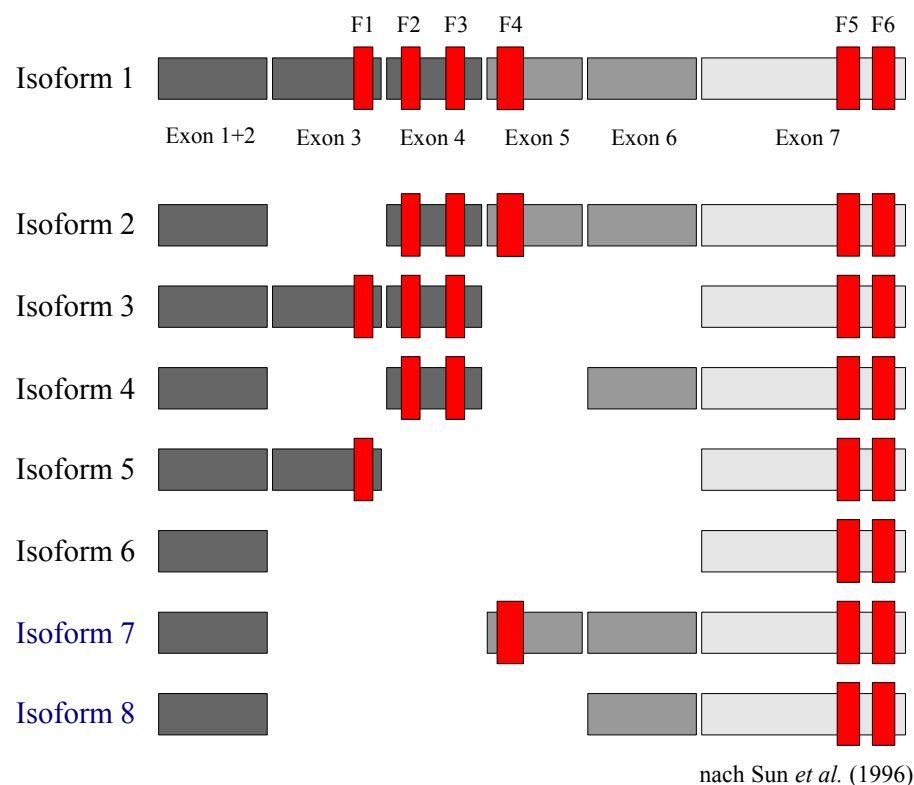 F1 F2 F3 F4 F5 F6
Isoform 1
Exon 1+2 Exon 3 Exon 4 Exon 5 Exon 6 Exon 7
Isoform 2
Isoform 3
Isoform 4
Isoform 5
Isoform 6
Isoform 7
Isoform 8
nach Sun et al. (1996)